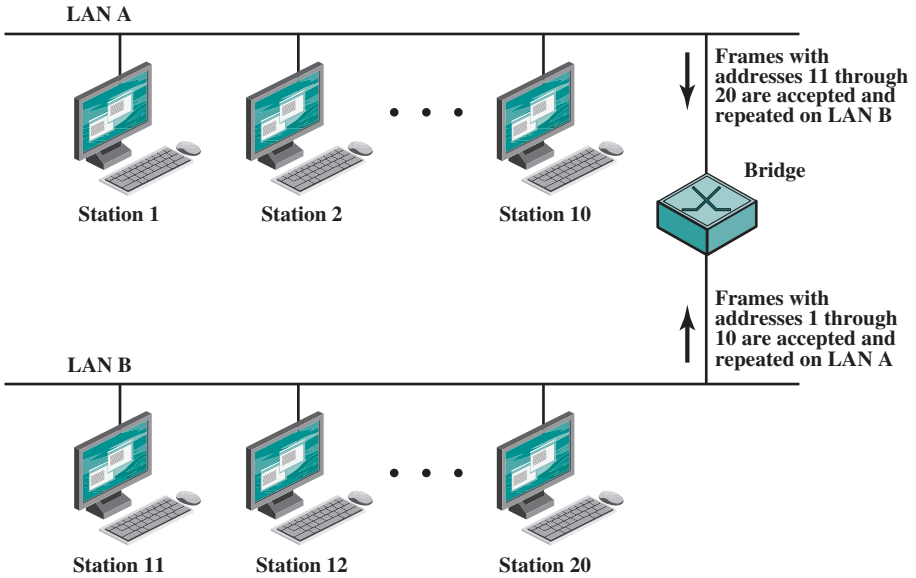 LAN A
Frames with
addresses 11 through
20 are accepted and
repeated on LAN B
Bridge
Station 1
Station 2
Station 10
Frames with
addresses 1 through
10 are accepted and
repeated on LAN A
LAN B
Station 11
Station 12
Station 20